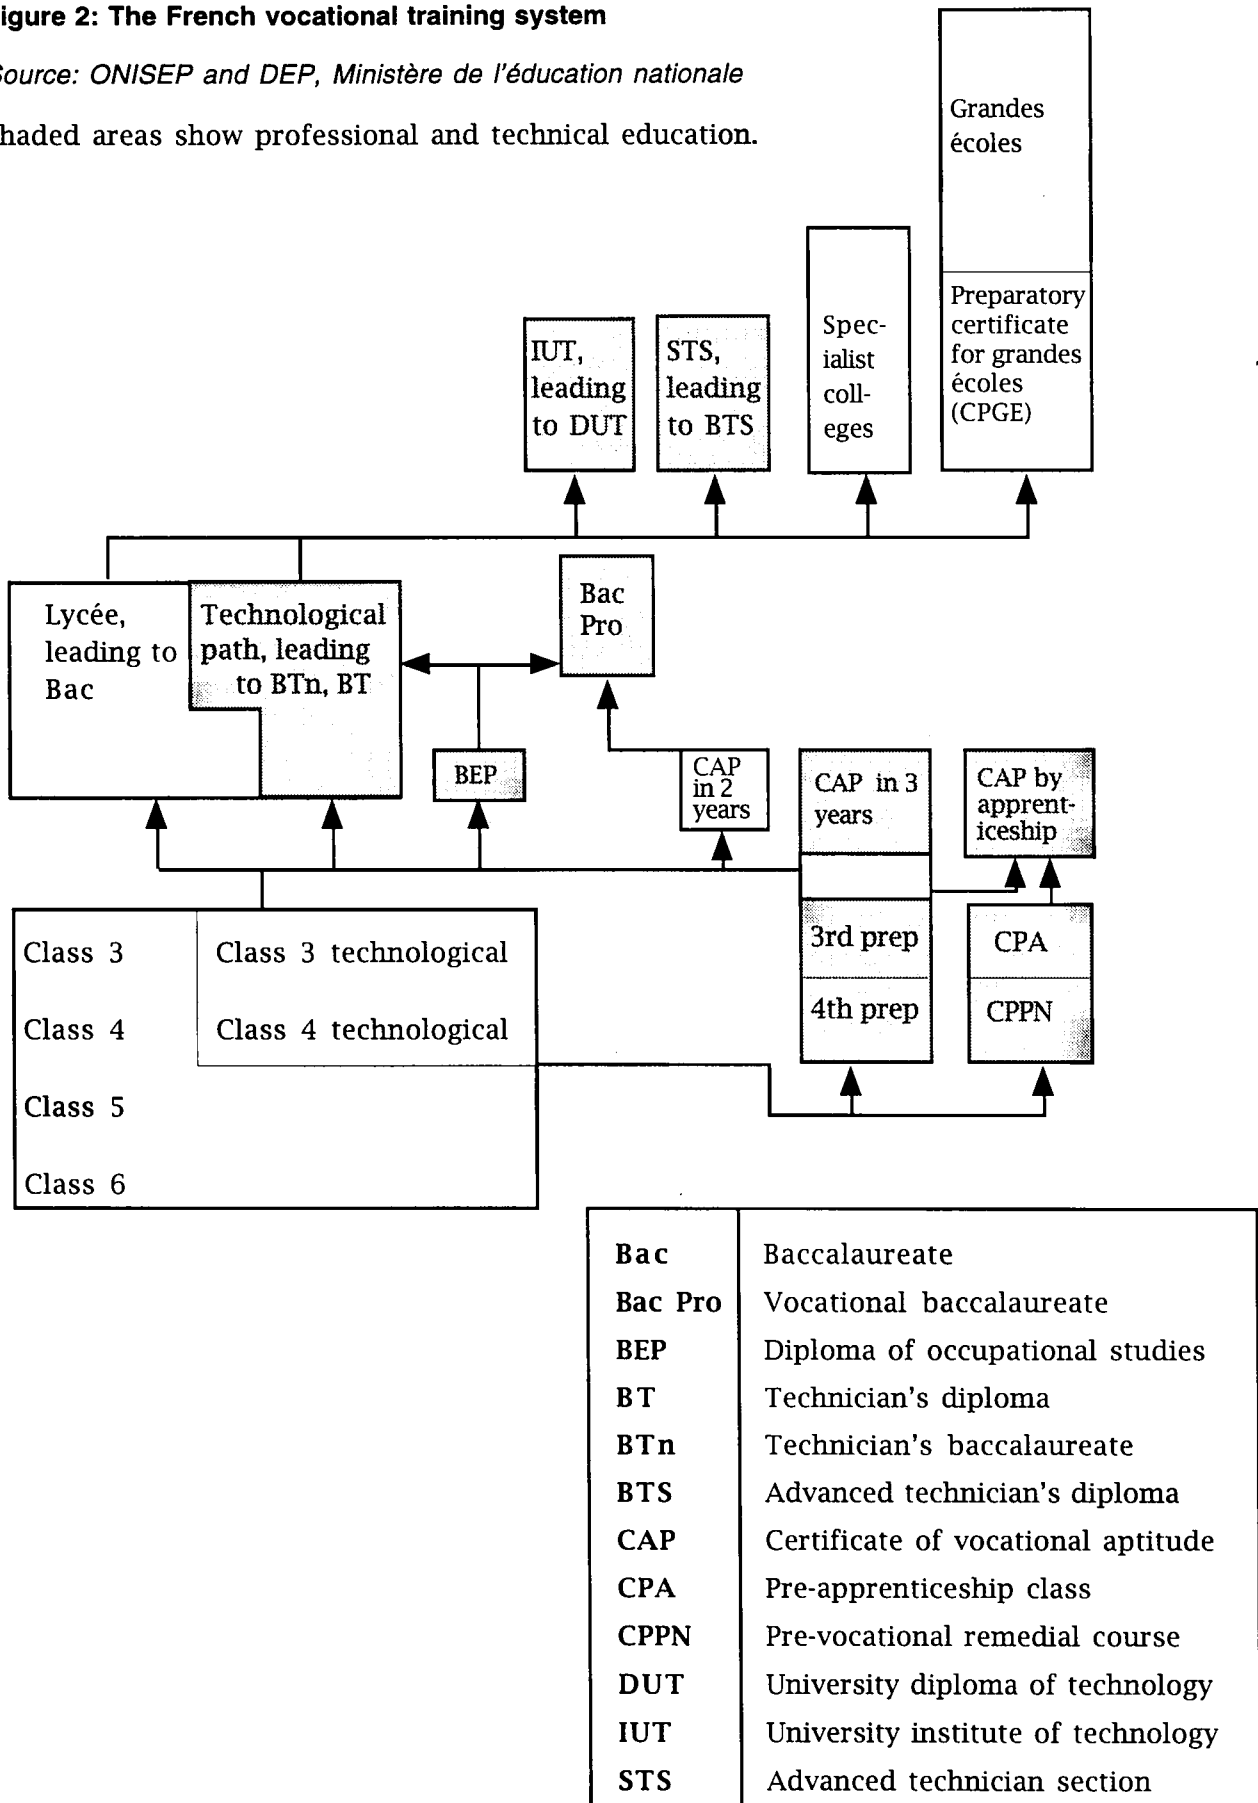 igure 2: The French vocational training system
Source: ONISEP and DEP, Ministère de l'éducation nationale
haded areas show professional and technical education.
Grandes
écoles
Preparatory
certificate
for grandes
écoles
(CPGE)
Spec-
ialist
coll-
eges
IUT,
leading
to DUT
STS,
leading
to BTS
Lycée,
leading to
Bac
Technological
path, leading
to BTn, BT
Bac
Pro
BEP
CAP
in 2
years
CAP in 3
years
CAP by
apprent-
iceship
3rd prep
4th prep
CPA
CPPN
Class 3
Class 3 technological
Class 4
Class 4 technological
Class 5
Class 6
Bac Baccalaureate
Bac Pro Vocational baccalaureate
BEP Diploma of occupational studies
BT Technician's diploma
BTn Technician's baccalaureate
BTS Advanced technician's diploma
CAP Certificate of vocational aptitude
CPA Pre-apprenticeship class
CPPN Pre-vocational remedial course
DUT University diploma of technology
IUT University institute of technology
STS Advanced technician section